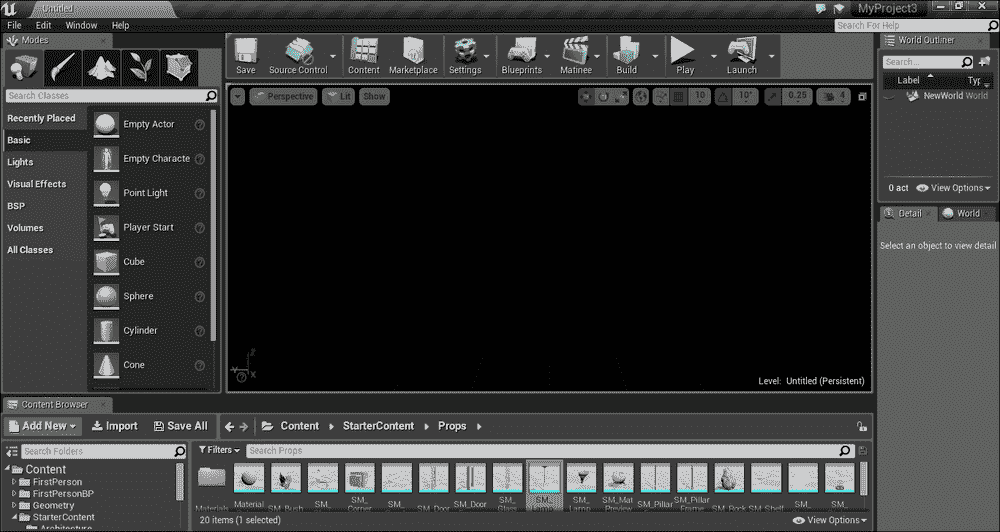 Untitled
MyProject3
File Edit Window Help
Search For Help
Modes
Save Source Control Content Marketplace Settings Blueprints Matinee Build Play Launch
World Outliner
Search...
Label Typ
NewWorld World
0 act View Options
Search Classes
Recently Placed
Basic
Lights
Visual Effects
BSP
Volumes
All Classes
Empty Actor
Empty Characte
Point Light
Player Start
Cube
Sphere
Cylinder
Cone
Perspective Lit Show
10 10° 0.25 4
Z
Y
X
Level: Untitled (Persistent)
Detail World
Select an object to view detail
Content Browser
Add New Import Save All Content StarterContent Props
Search Folders
Content
FirstPerson
FirstPersonBP
Geometry
StarterContent
Architecture
Filters Search Props
Materials Material SM_Bush SM_ SM_Corner SM_ SM_Door SM_Door SM_Glass SM_ SM_Lamp SM_Mat Preview SM_Pillar SM_Pillar Frame SM_Rock SM_Shelf SM_ SM_
20 items (1 selected) View Options